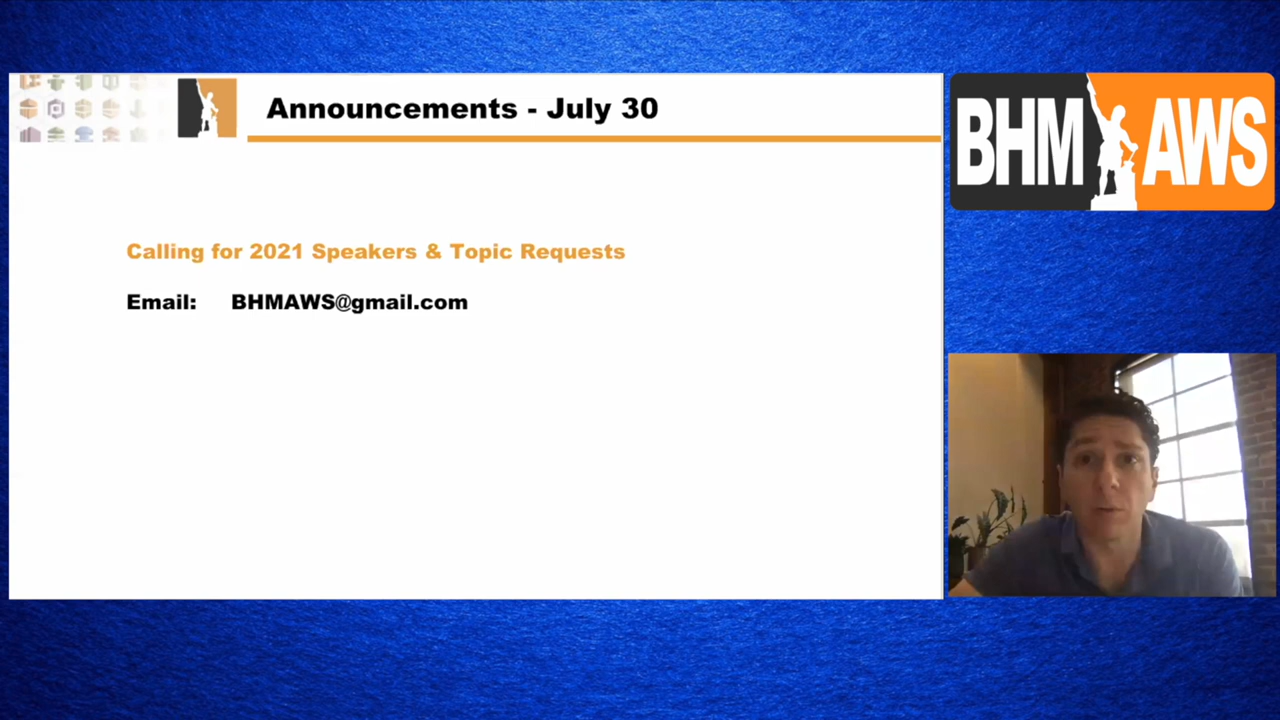 Announcements - July 30
BHM AWS
Calling for 2021 Speakers & Topic Requests
Email: BHMAWS@gmail.com